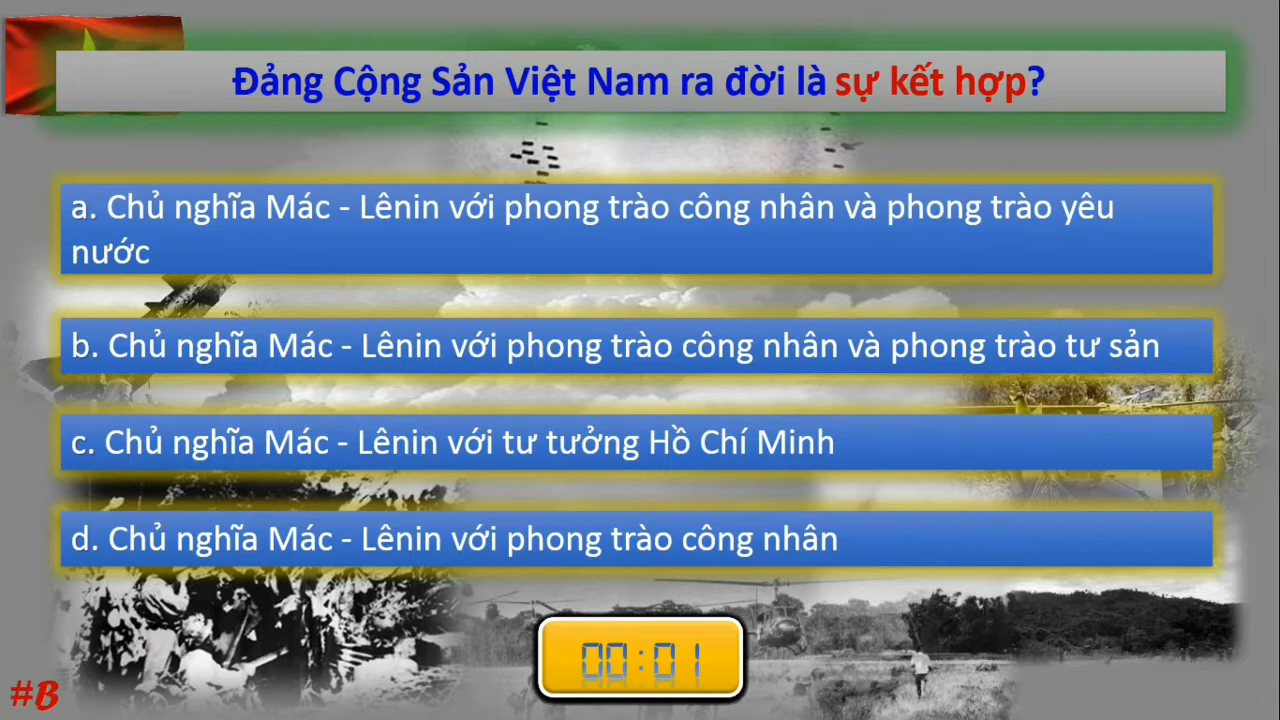 Đảng Cộng Sản Việt Nam ra đời là sự kết hợp?
a. Chủ nghĩa Mác - Lênin với phong trào công nhân và phong trào yêu
nước
b. Chủ nghĩa Mác - Lênin với phong trào công nhân và phong trào tư sản
c. Chủ nghĩa Mác - Lênin với tư tưởng Hồ Chí Minh
d. Chủ nghĩa Mác - Lênin với phong trào công nhân
00:01
#B